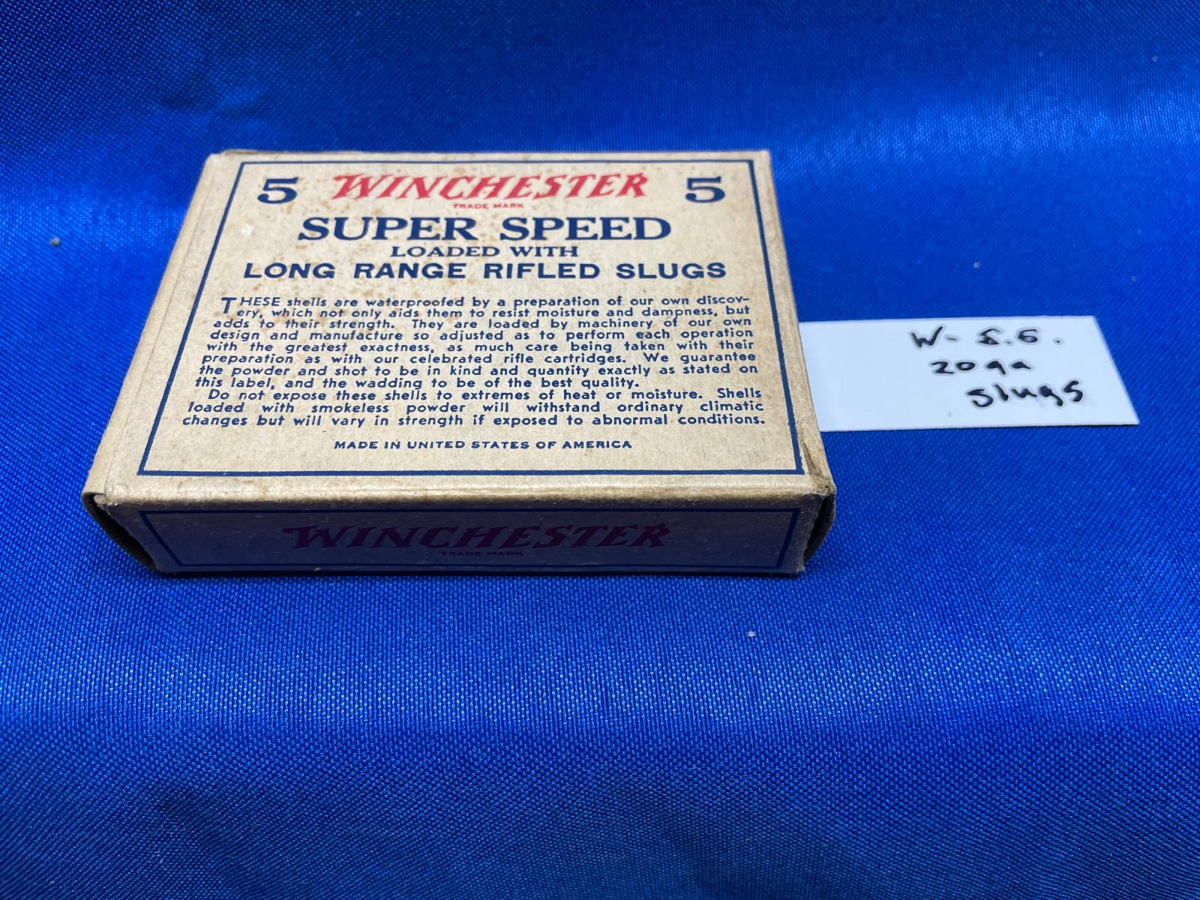 5 WINCHESTER 5
TRADE MARK
SUPER SPEED
LOADED WITH
LONG RANGE RIFLED SLUGS
THESE shells are waterproofed by a preparation of our own discov-
ery, which not only aids them to resist moisture and dampness, but
adds to their strength. They are loaded by machinery of our own
design and manufacture so adjusted as to perform each operation
with the greatest exactness, as much care being taken with their
preparation as with our celebrated rifle cartridges. We guarantee
the powder and shot to be in kind and quantity exactly as stated on
this label, and the wadding to be of the best quality.
Do not expose these shells to extremes of heat or moisture. Shells
loaded with smokeless powder will withstand ordinary climatic
changes but will vary in strength if exposed to abnormal conditions.
MADE IN UNITED STATES OF AMERICA
WINCHESTER
TRADE MARK
20ga
Slugs